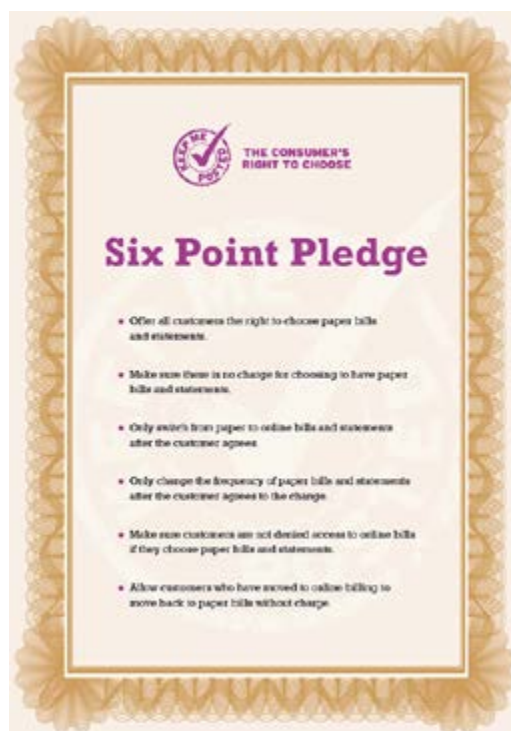 KEEP ME
POSTED
THE CONSUMER'S
RIGHT TO CHOOSE
Six Point Pledge
• Offer all customers the right to choose paper bills
and statements.
• Make sure there is no charge for choosing to have paper
bills and statements.
• Only switch from paper to online bills and statements
after the customer agrees.
• Only change the frequency of paper bills and statements
after the customer agrees to the change.
• Make sure customers are not denied access to online bills
if they choose paper bills and statements.
• Allow customers who have moved to online billing to
move back to paper bills without charge.